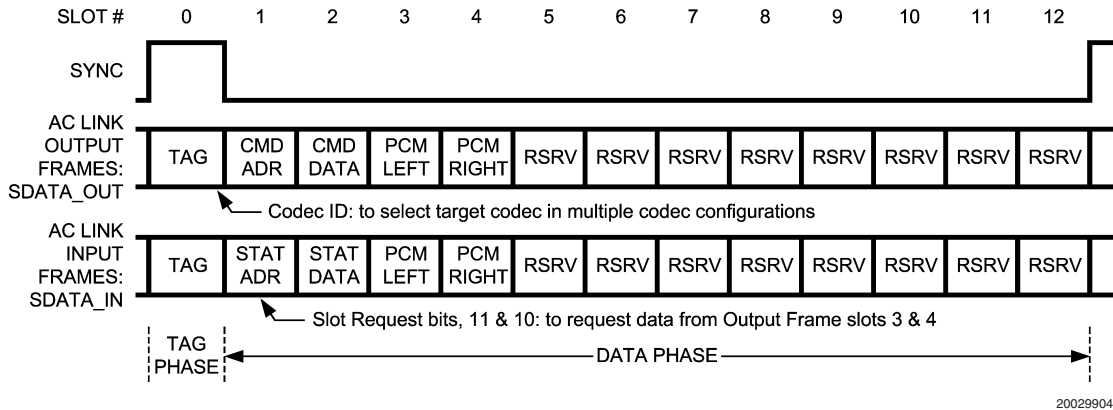 SLOT # 0 1 2 3 4 5 6 7 8 9 10 11 12
SYNC
AC LINK
OUTPUT
FRAMES:
SDATA_OUT
TAG
CMD
ADR
CMD
DATA
PCM
LEFT
PCM
RIGHT
RSRV RSRV RSRV RSRV RSRV RSRV RSRV RSRV
Codec ID: to select target codec in multiple codec configurations
AC LINK
INPUT
FRAMES:
SDATA_IN
TAG
STAT
ADR
STAT
DATA
PCM
LEFT
PCM
RIGHT
RSRV RSRV RSRV RSRV RSRV RSRV RSRV RSRV
Slot Request bits, 11 & 10: to request data from Output Frame slots 3 & 4
TAG
PHASE
DATA PHASE
20029904